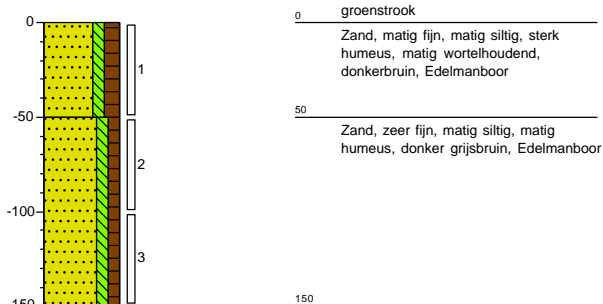 0
-50
-100
-150
1
2
3
0
groenstrook
Zand, matig fijn, matig siltig, sterk
humeus, matig wortelhoudend,
donkerbruin, Edelmanboor
50
Zand, zeer fijn, matig siltig, matig
humeus, donker grijsbruin, Edelmanboor
150